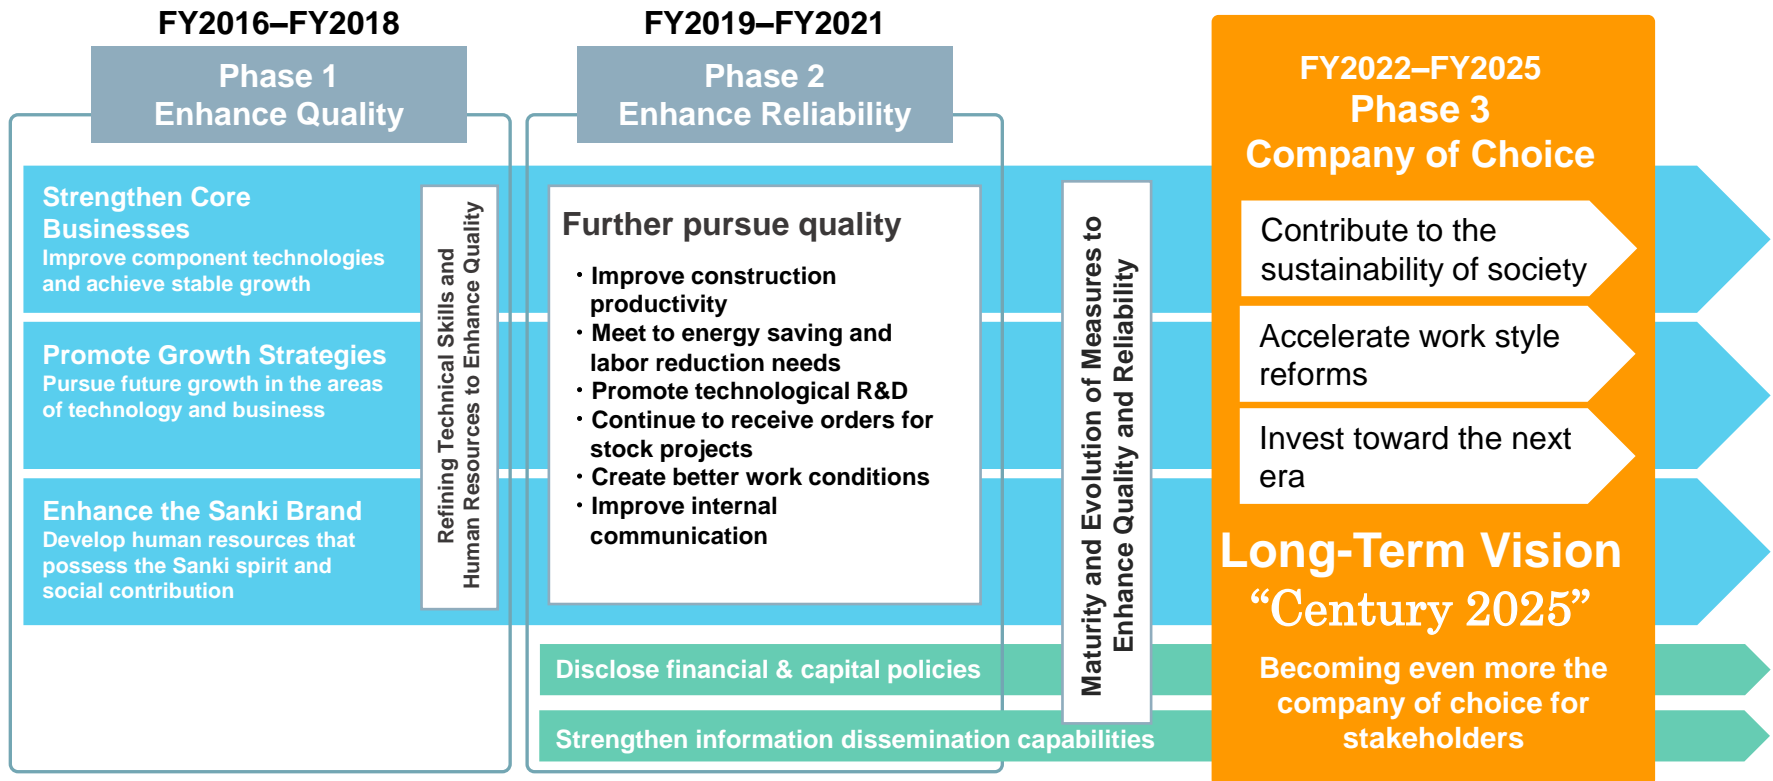 FY2016–FY2018
Phase 1
Enhance Quality
Strengthen Core
Businesses
Improve component technologies
and achieve stable growth
Promote Growth Strategies
Pursue future growth in the areas
of technology and business
Enhance the Sanki Brand
Develop human resources that
possess the Sanki spirit and
social contribution
Refining Technical Skills and
Human Resources to Enhance Quality
FY2019–FY2021
Phase 2
Enhance Reliability
Further pursue quality
・Improve construction
productivity
・Meet to energy saving and
labor reduction needs
・Promote technological R&D
・Continue to receive orders for
stock projects
・Create better work conditions
・Improve internal
communication
Disclose financial & capital policies
Strengthen information dissemination capabilities
Maturity and Evolution of Measures to
Enhance Quality and Reliability
FY2022–FY2025
Phase 3
Company of Choice
Contribute to the
sustainability of society
Accelerate work style
reforms
Invest toward the next
era
Long-Term Vision
“Century 2025”
Becoming even more the
company of choice for
stakeholders